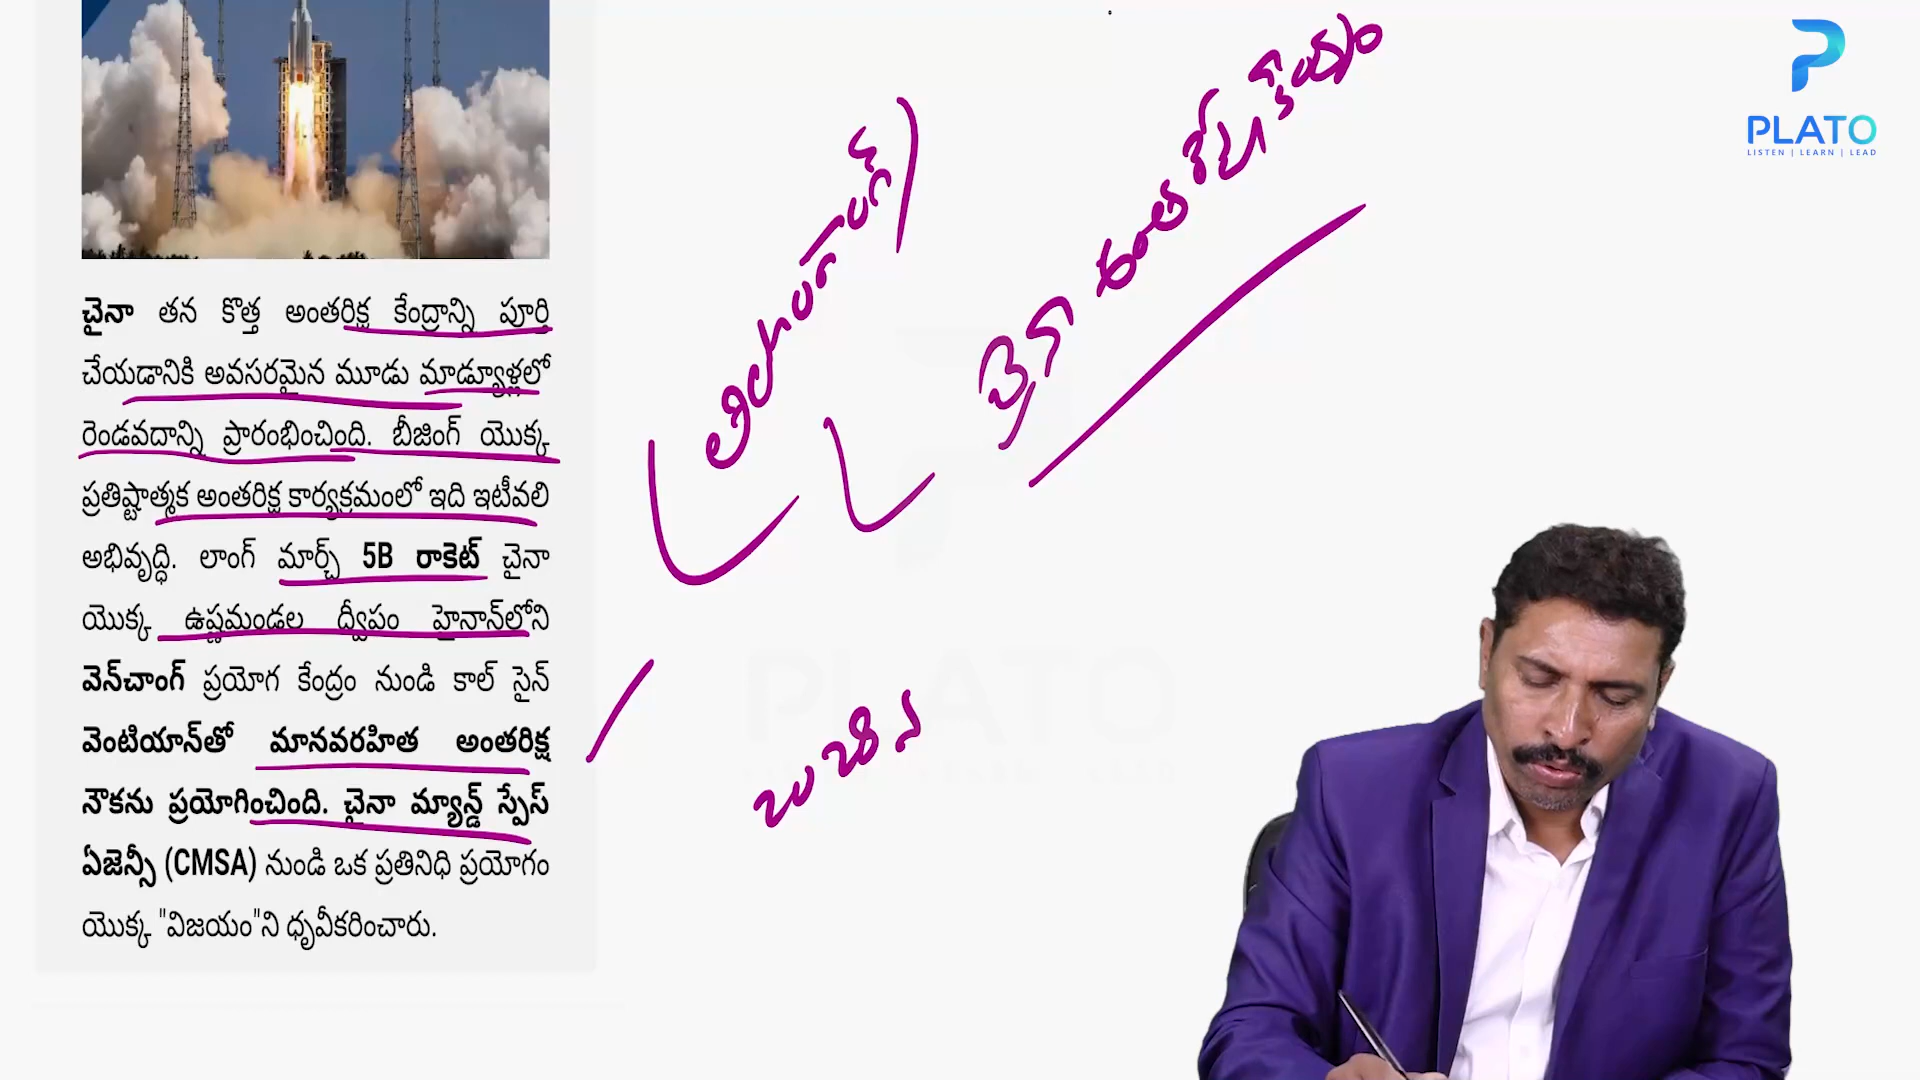 చైనా తన కొత్త అంతరిక్ష కేంద్రాన్ని పూర్తి
చేయడానికి అవసరమైన మూడు మాడ్యూళ్లలో
రెండవదాన్ని ప్రారంభించింది. బీజింగ్ యొక్క
ప్రతిష్టాత్మక అంతరిక్ష కార్యక్రమంలో ఇది ఇటీవలి
అభివృద్ధి. లాంగ్ మార్చ్ 5B రాకెట్ చైనా
యొక్క ఉష్ణమండల ద్వీపం హైనాన్‌లోని
వెన్‌చాంగ్ ప్రయోగ కేంద్రం నుండి కాల్ సైన్
వెంటియాన్‌తో మానవరహిత అంతరిక్ష
నౌకను ప్రయోగించింది. చైనా మ్యాన్డ్ స్పేస్
ఏజెన్సీ (CMSA) నుండి ఒక ప్రతినిధి ప్రయోగం
యొక్క "విజయం"ని ధృవీకరించారు.
PLATO
LISTEN | LEARN | LEAD
PLATO